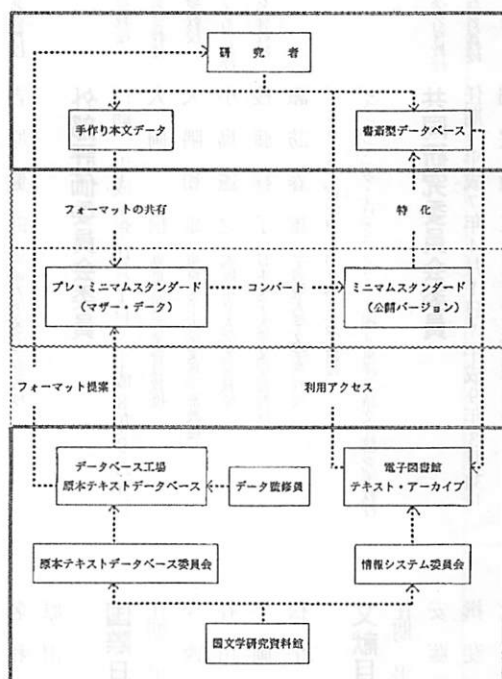 研究者
手作り本文データ
書斎型データベース
フォーマットの共有
特化
プレ・ミニマムスタンダード
(マザー・データ)
コンバート
ミニマムスタンダード
(公開バージョン)
フォーマット提案
利用アクセス
データベース工場
原本テキストデータベース
データ監修員
電子図書館
テキスト・アーカイブ
原本テキストデータベース委員会
情報システム委員会
国文学研究資料館